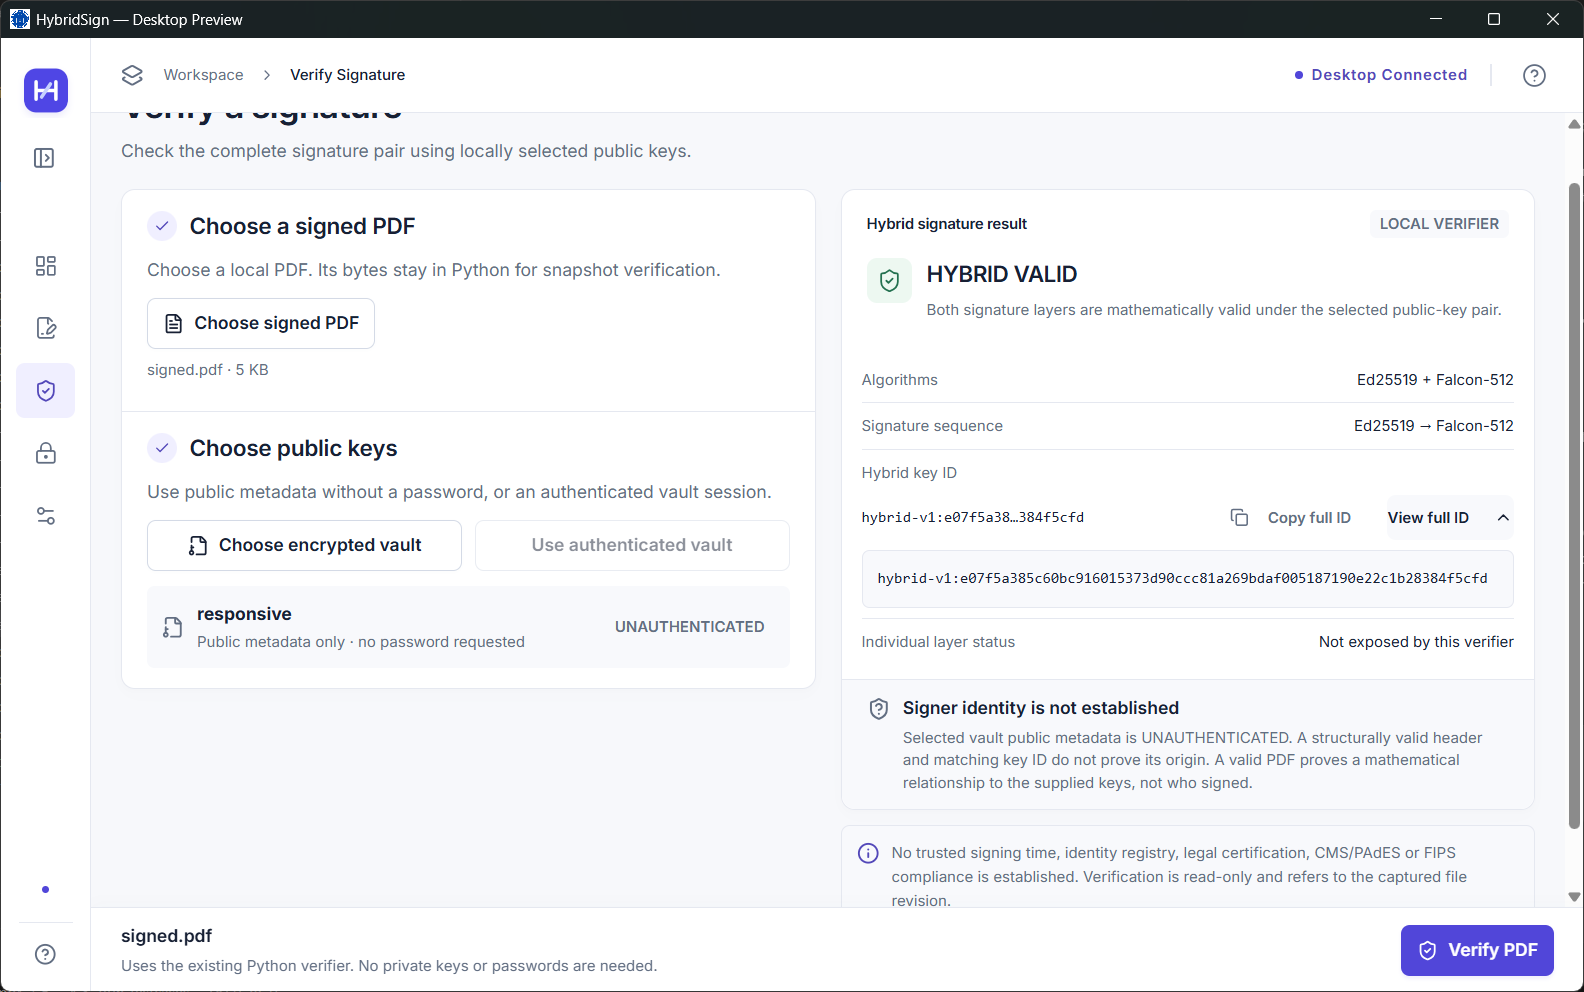 HybridSign — Desktop Preview
Workspace > Verify Signature
Desktop Connected
Verify a signature
Check the complete signature pair using locally selected public keys.
Choose a signed PDF
Choose a local PDF. Its bytes stay in Python for snapshot verification.
Choose signed PDF
signed.pdf · 5 KB
Choose public keys
Use public metadata without a password, or an authenticated vault session.
Choose encrypted vault
Use authenticated vault
responsive
Public metadata only · no password requested
UNAUTHENTICATED
Hybrid signature result
LOCAL VERIFIER
HYBRID VALID
Both signature layers are mathematically valid under the selected public-key pair.
Algorithms
Ed25519 + Falcon-512
Signature sequence
Ed25519 → Falcon-512
Hybrid key ID
hybrid-v1:e07f5a38…384f5cfd
Copy full ID
View full ID
hybrid-v1:e07f5a385c60bc916015373d90ccc81a269bdaf005187190e22c1b28384f5cfd
Individual layer status
Not exposed by this verifier
Signer identity is not established
Selected vault public metadata is UNAUTHENTICATED. A structurally valid header
and matching key ID do not prove its origin. A valid PDF proves a mathematical
relationship to the supplied keys, not who signed.
No trusted signing time, identity registry, legal certification, CMS/PAdES or FIPS
compliance is established. Verification is read-only and refers to the captured file
revision.
signed.pdf
Uses the existing Python verifier. No private keys or passwords are needed.
Verify PDF